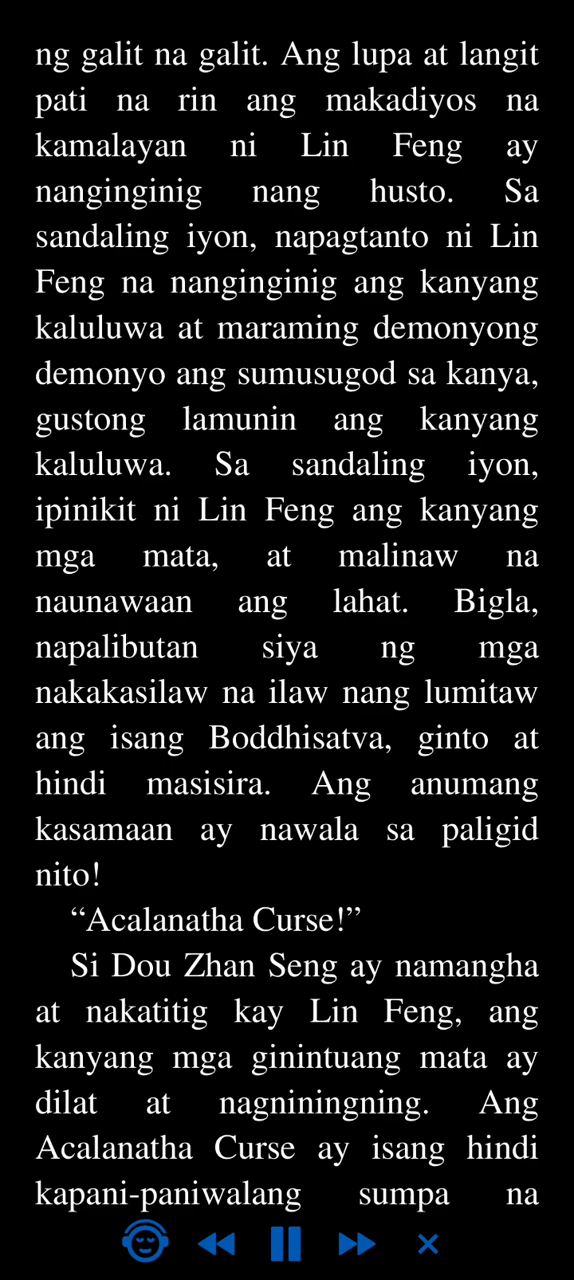 ng galit na galit. Ang lupa at langit
pati na rin ang makadiyos na
kamalayan ni Lin Feng ay
nanginginig nang husto. Sa
sandaling iyon, napagtanto ni Lin
Feng na nanginginig ang kanyang
kaluluwa at maraming demonyong
demonyo ang sumusugod sa kanya,
gustong lamunin ang kanyang
kaluluwa. Sa sandaling iyon,
ipinikit ni Lin Feng ang kanyang
mga mata, at malinaw na
naunawaan ang lahat. Bigla,
napalibutan siya ng mga
nakakasilaw na ilaw nang lumitaw
ang isang Boddhisatva, ginto at
hindi masisira. Ang anumang
kasamaan ay nawala sa paligid
nito!
“Acalanatha Curse!”
Si Dou Zhan Seng ay namangha
at nakatitig kay Lin Feng, ang
kanyang mga ginintuang mata ay
dilat at nagniningning. Ang
Acalanatha Curse ay isang hindi
kapani-paniwalang sumpa na